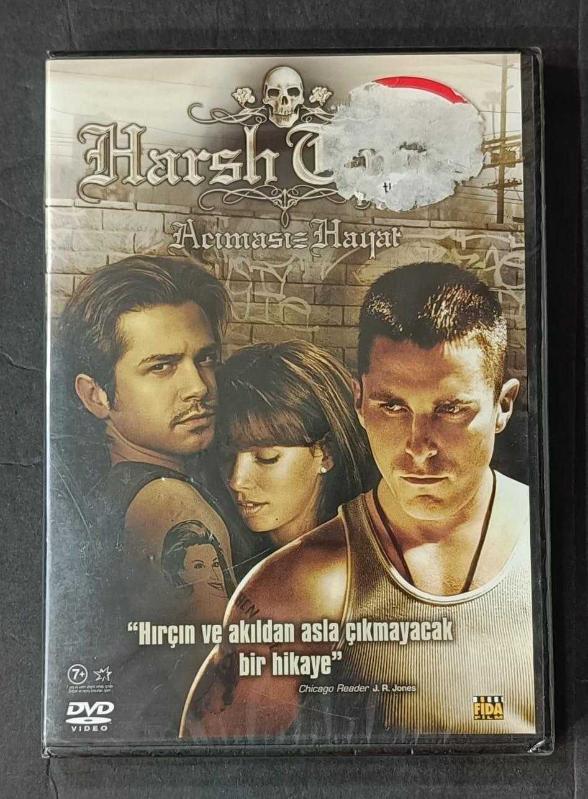 Harsh
Acımasız Hayat
"Hırçın ve akıldan asla çıkmayacak
bir hikaye"
Chicago Reader J. R. Jones
7+
DVD
VIDEO
FIDA
FILM